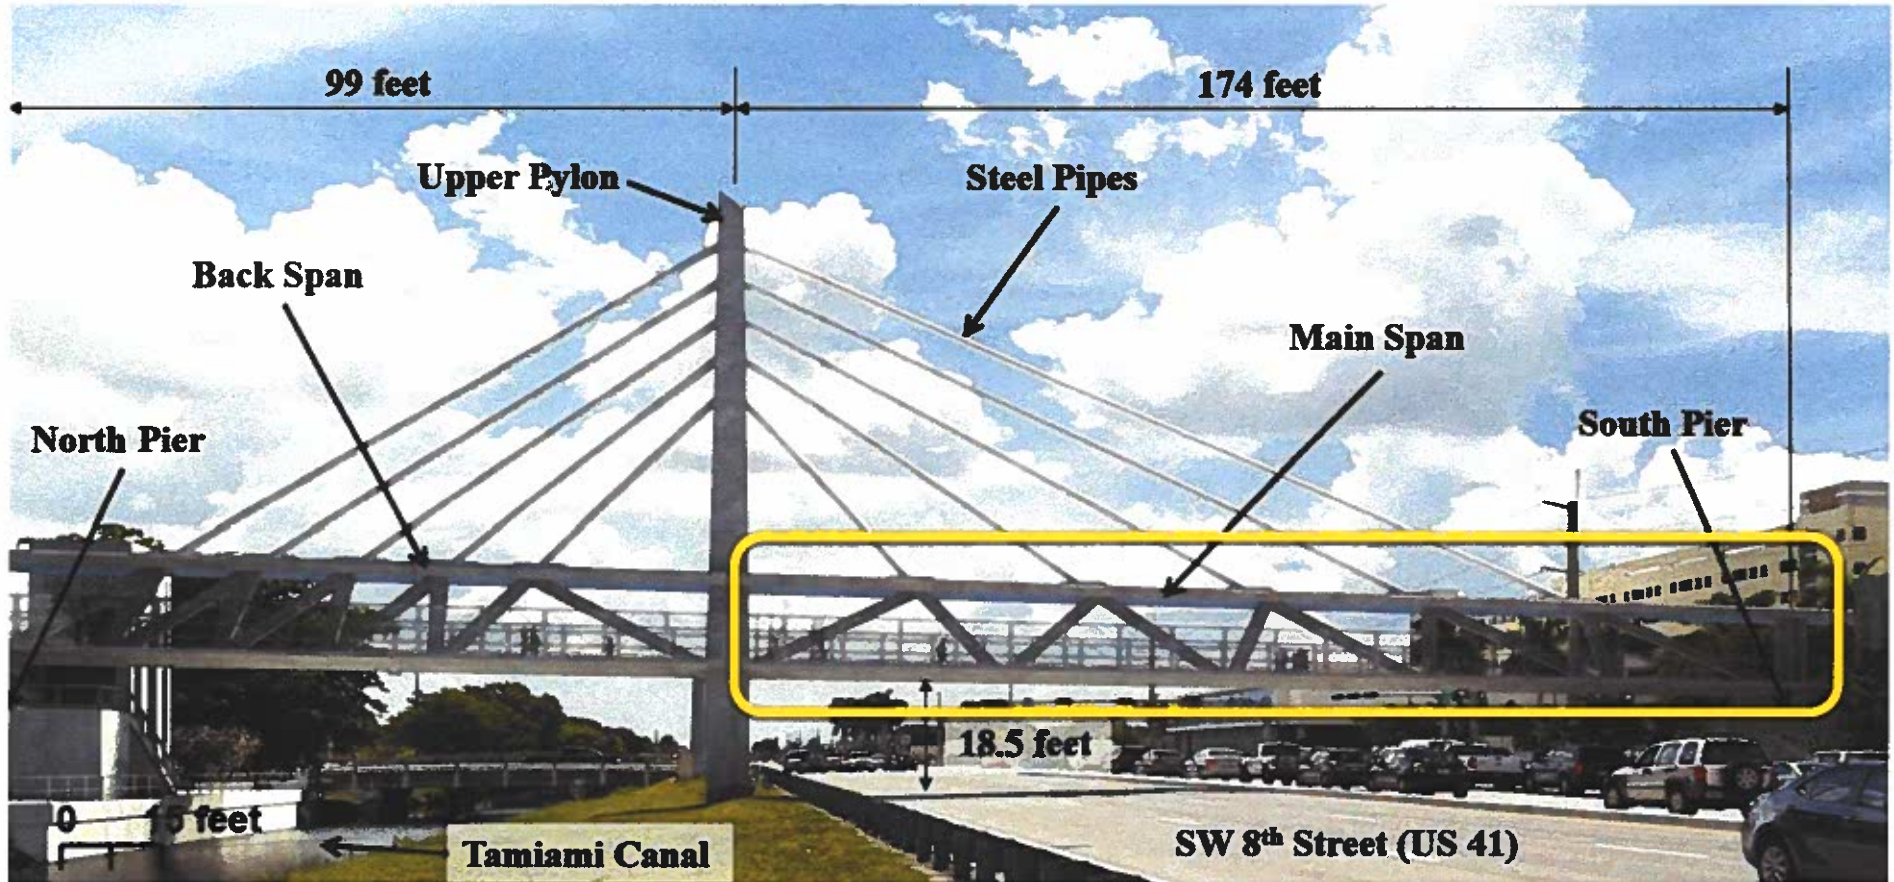 99 feet
174 feet
Upper Pylon
Steel Pipes
Back Span
Main Span
North Pier
South Pier
18.5 feet
0 15 feet
Tamiami Canal
SW 8th Street (US 41)